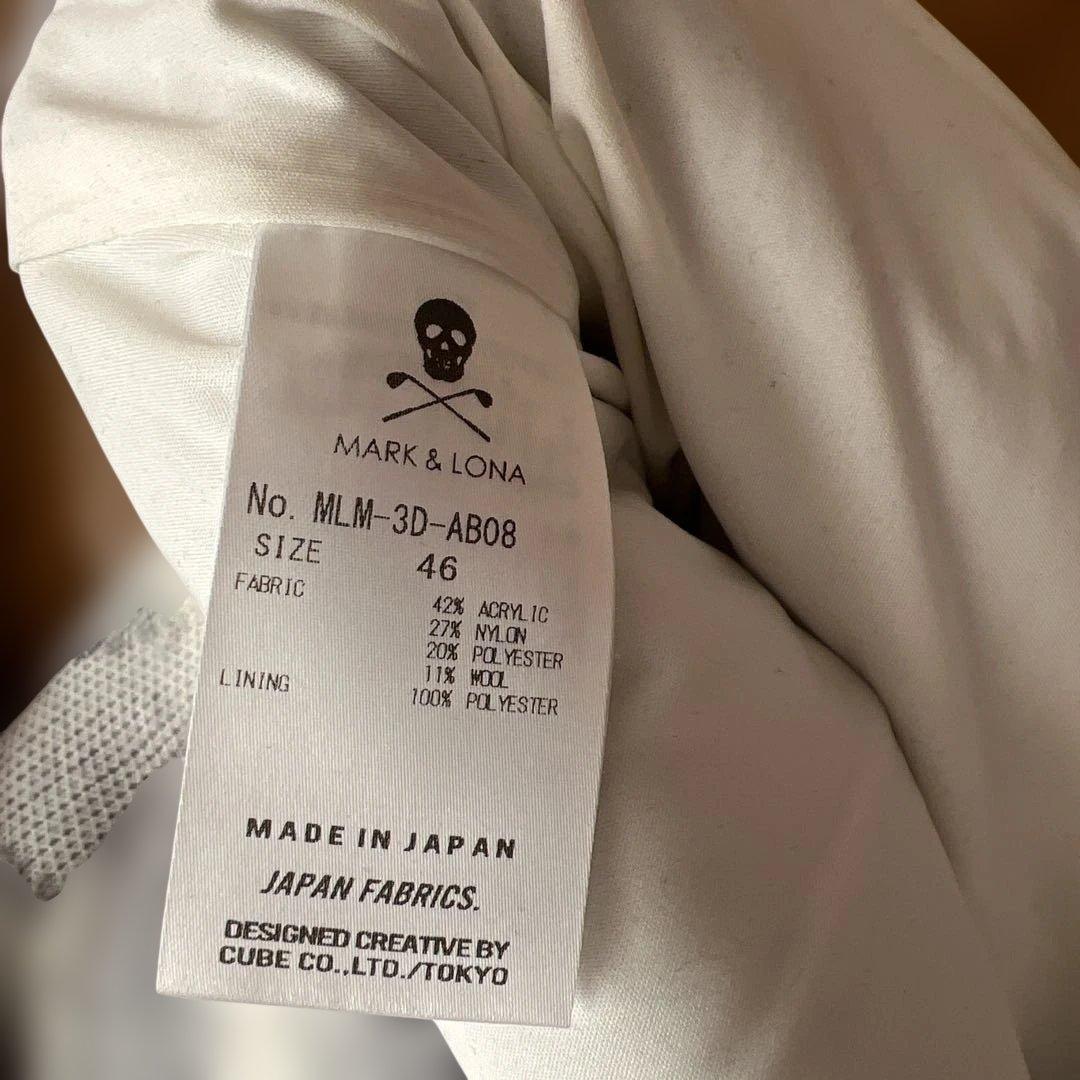 MARK & LONA
No. MLM-3D-AB08
SIZE 46
FABRIC
42% ACRYLIC
27% NYLON
20% POLYESTER
11% WOOL
LINING
100% POLYESTER
MADE IN JAPAN
JAPAN FABRICS.
DESIGNED CREATIVE BY
CUBE CO.,LTD./TOKYO